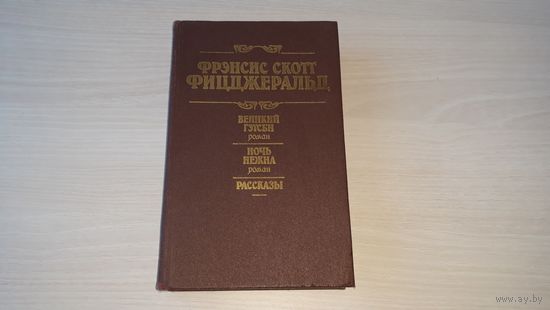 ФРЭНСИС СКОТТ
ФИЦДЖЕРАЛЬД
ВЕЛИКИЙ
ГЭТСБИ
роман
НОЧЬ
НЕЖНА
роман
РАССКАЗЫ
www.ay.by